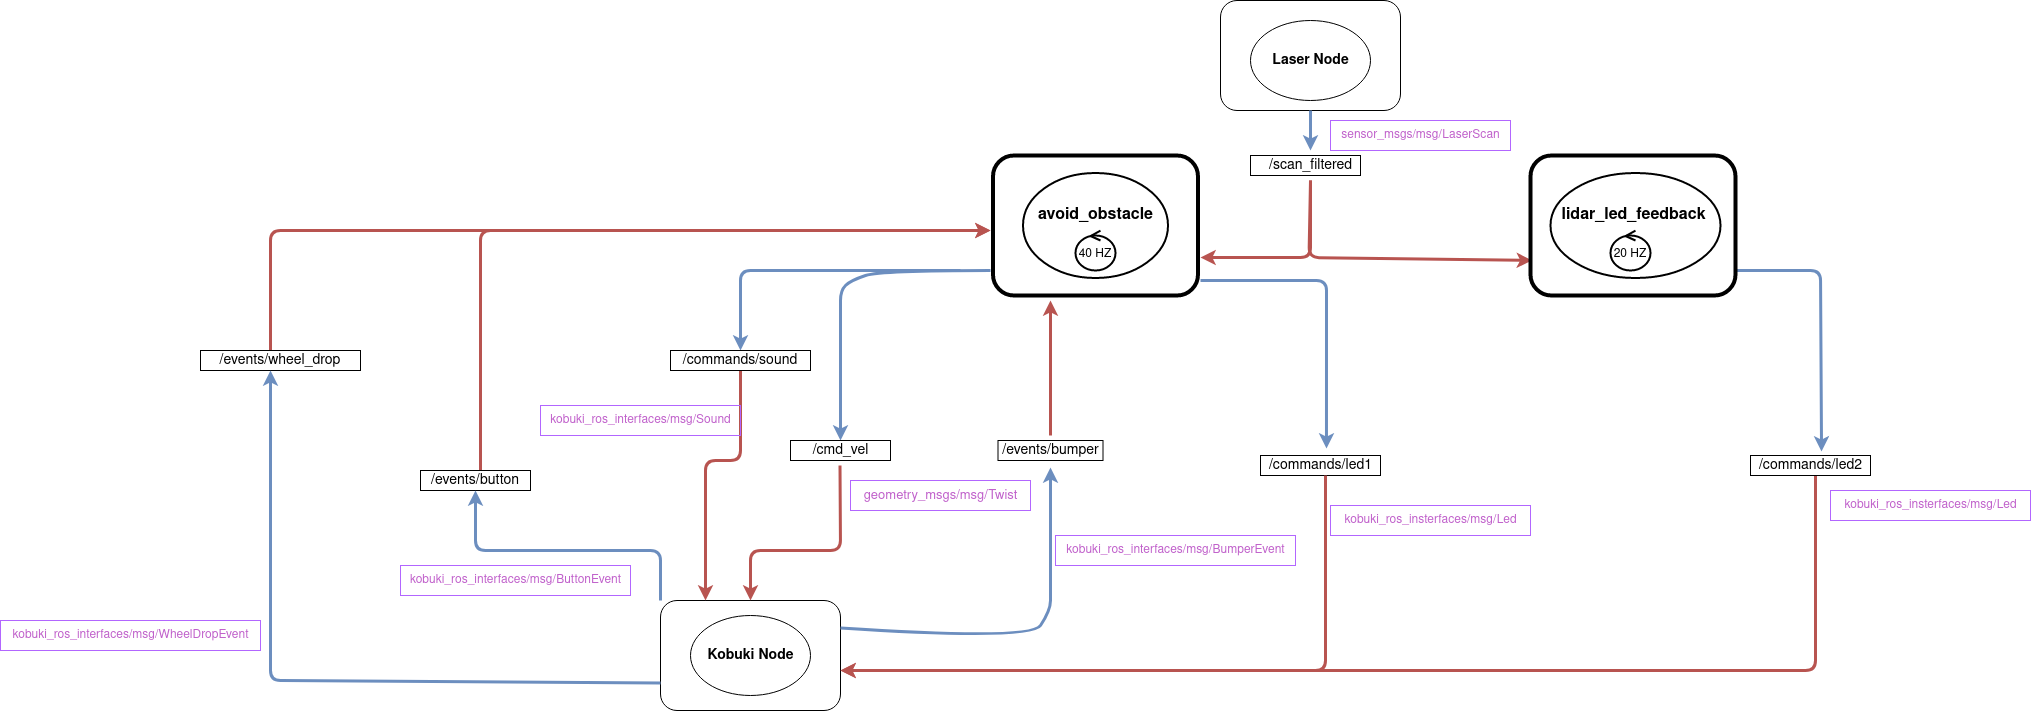 Laser Node
sensor_msgs/msg/LaserScan
/scan_filtered
avoid_obstacle
40 HZ
lidar_led_feedback
20 HZ
/events/wheel_drop
/commands/sound
kobuki_ros_interfaces/msg/Sound
/cmd_vel
/events/bumper
/commands/led1
/commands/led2
/events/button
geometry_msgs/msg/Twist
kobuki_ros_insterfaces/msg/Led
kobuki_ros_insterfaces/msg/Led
kobuki_ros_interfaces/msg/BumperEvent
kobuki_ros_interfaces/msg/ButtonEvent
kobuki_ros_interfaces/msg/WheelDropEvent
Kobuki Node